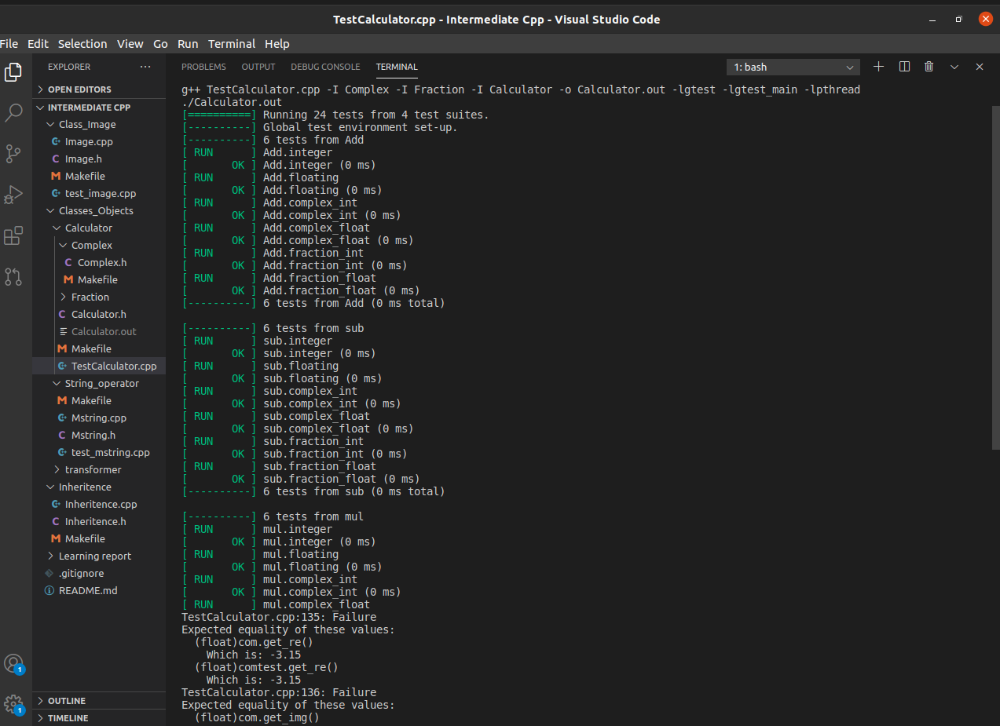 TestCalculator.cpp - Intermediate Cpp - Visual Studio Code
File Edit Selection View Go Run Terminal Help
EXPLORER
OPEN EDITORS
INTERMEDIATE CPP
Class_Image
Image.cpp
Image.h
Makefile
test_image.cpp
Classes_Objects
Calculator
Complex
Complex.h
Makefile
Fraction
Calculator.h
Calculator.out
Makefile
TestCalculator.cpp
String_operator
Makefile
Mstring.cpp
Mstring.h
test_mstring.cpp
transformer
Inheritence
Inheritence.cpp
Inheritence.h
Makefile
Learning report
.gitignore
README.md
OUTLINE
TIMELINE
1
1
PROBLEMS OUTPUT DEBUG CONSOLE TERMINAL
1: bash
g++ TestCalculator.cpp -I Complex -I Fraction -I Calculator -o Calculator.out -lgtest -lgtest_main -lpthread
./Calculator.out
[==========] Running 24 tests from 4 test suites.
[----------] Global test environment set-up.
[----------] 6 tests from Add
[ RUN      ] Add.integer
[       OK ] Add.integer (0 ms)
[ RUN      ] Add.floating
[       OK ] Add.floating (0 ms)
[ RUN      ] Add.complex_int
[       OK ] Add.complex_int (0 ms)
[ RUN      ] Add.complex_float
[       OK ] Add.complex_float (0 ms)
[ RUN      ] Add.fraction_int
[       OK ] Add.fraction_int (0 ms)
[ RUN      ] Add.fraction_float
[       OK ] Add.fraction_float (0 ms)
[----------] 6 tests from Add (0 ms total)
[----------] 6 tests from sub
[ RUN      ] sub.integer
[       OK ] sub.integer (0 ms)
[ RUN      ] sub.floating
[       OK ] sub.floating (0 ms)
[ RUN      ] sub.complex_int
[       OK ] sub.complex_int (0 ms)
[ RUN      ] sub.complex_float
[       OK ] sub.complex_float (0 ms)
[ RUN      ] sub.fraction_int
[       OK ] sub.fraction_int (0 ms)
[ RUN      ] sub.fraction_float
[       OK ] sub.fraction_float (0 ms)
[----------] 6 tests from sub (0 ms total)
[----------] 6 tests from mul
[ RUN      ] mul.integer
[       OK ] mul.integer (0 ms)
[ RUN      ] mul.floating
[       OK ] mul.floating (0 ms)
[ RUN      ] mul.complex_int
[       OK ] mul.complex_int (0 ms)
[ RUN      ] mul.complex_float
TestCalculator.cpp:135: Failure
Expected equality of these values:
  (float)com.get_re()
    Which is: -3.15
  (float)comtest.get_re()
    Which is: -3.15
TestCalculator.cpp:136: Failure
Expected equality of these values:
  (float)com.get_img()